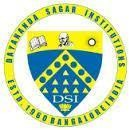 DAYANANDA SAGAR INSTITUTIONS
DSI
ESTD. 1960. BANGALORE. INDIA